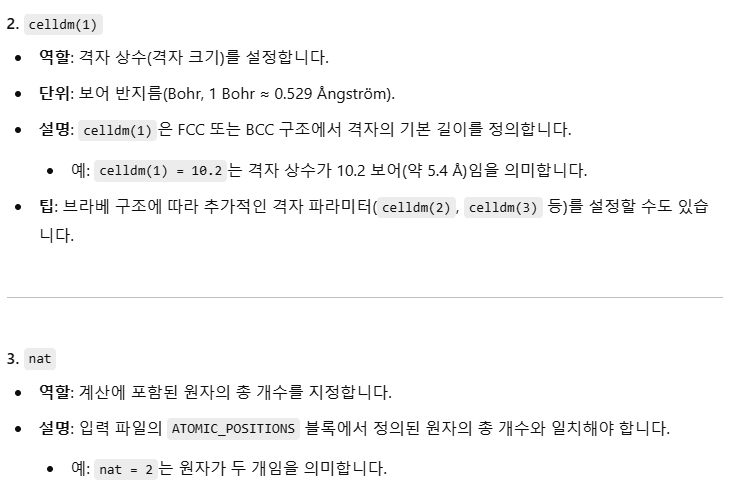 2. celldm(1)
• 역할: 격자 상수(격자 크기)를 설정합니다.
• 단위: 보어 반지름(Bohr, 1 Bohr ≈ 0.529 Ångström).
• 설명: celldm(1)은 FCC 또는 BCC 구조에서 격자의 기본 길이를 정의합니다.
• 예: celldm(1) = 10.2는 격자 상수가 10.2 보어(약 5.4 Å)임을 의미합니다.
• 팁: 브라베 구조에 따라 추가적인 격자 파라미터(celldm(2), celldm(3) 등)를 설정할 수도 있습
니다.
3. nat
• 역할: 계산에 포함된 원자의 총 개수를 지정합니다.
• 설명: 입력 파일의 ATOMIC_POSITIONS 블록에서 정의된 원자의 총 개수와 일치해야 합니다.
• 예: nat = 2는 원자가 두 개임을 의미합니다.